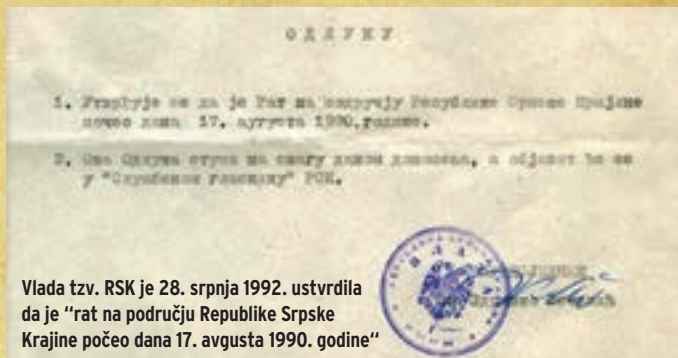 ОДЛУКУ
1. Утврђује се да је Рат на подручју Републике Српске Крајине
почео дана 17. августа 1990. године.
2. Ова Одлука ступа на снагу даном доношења, а објавит ће се
у "Службеном гласнику" РСК.
Vlada tzv. RSK je 28. srpnja 1992. ustvrdila
da je “rat na području Republike Srpske
Krajine počeo dana 17. avgusta 1990. godine“